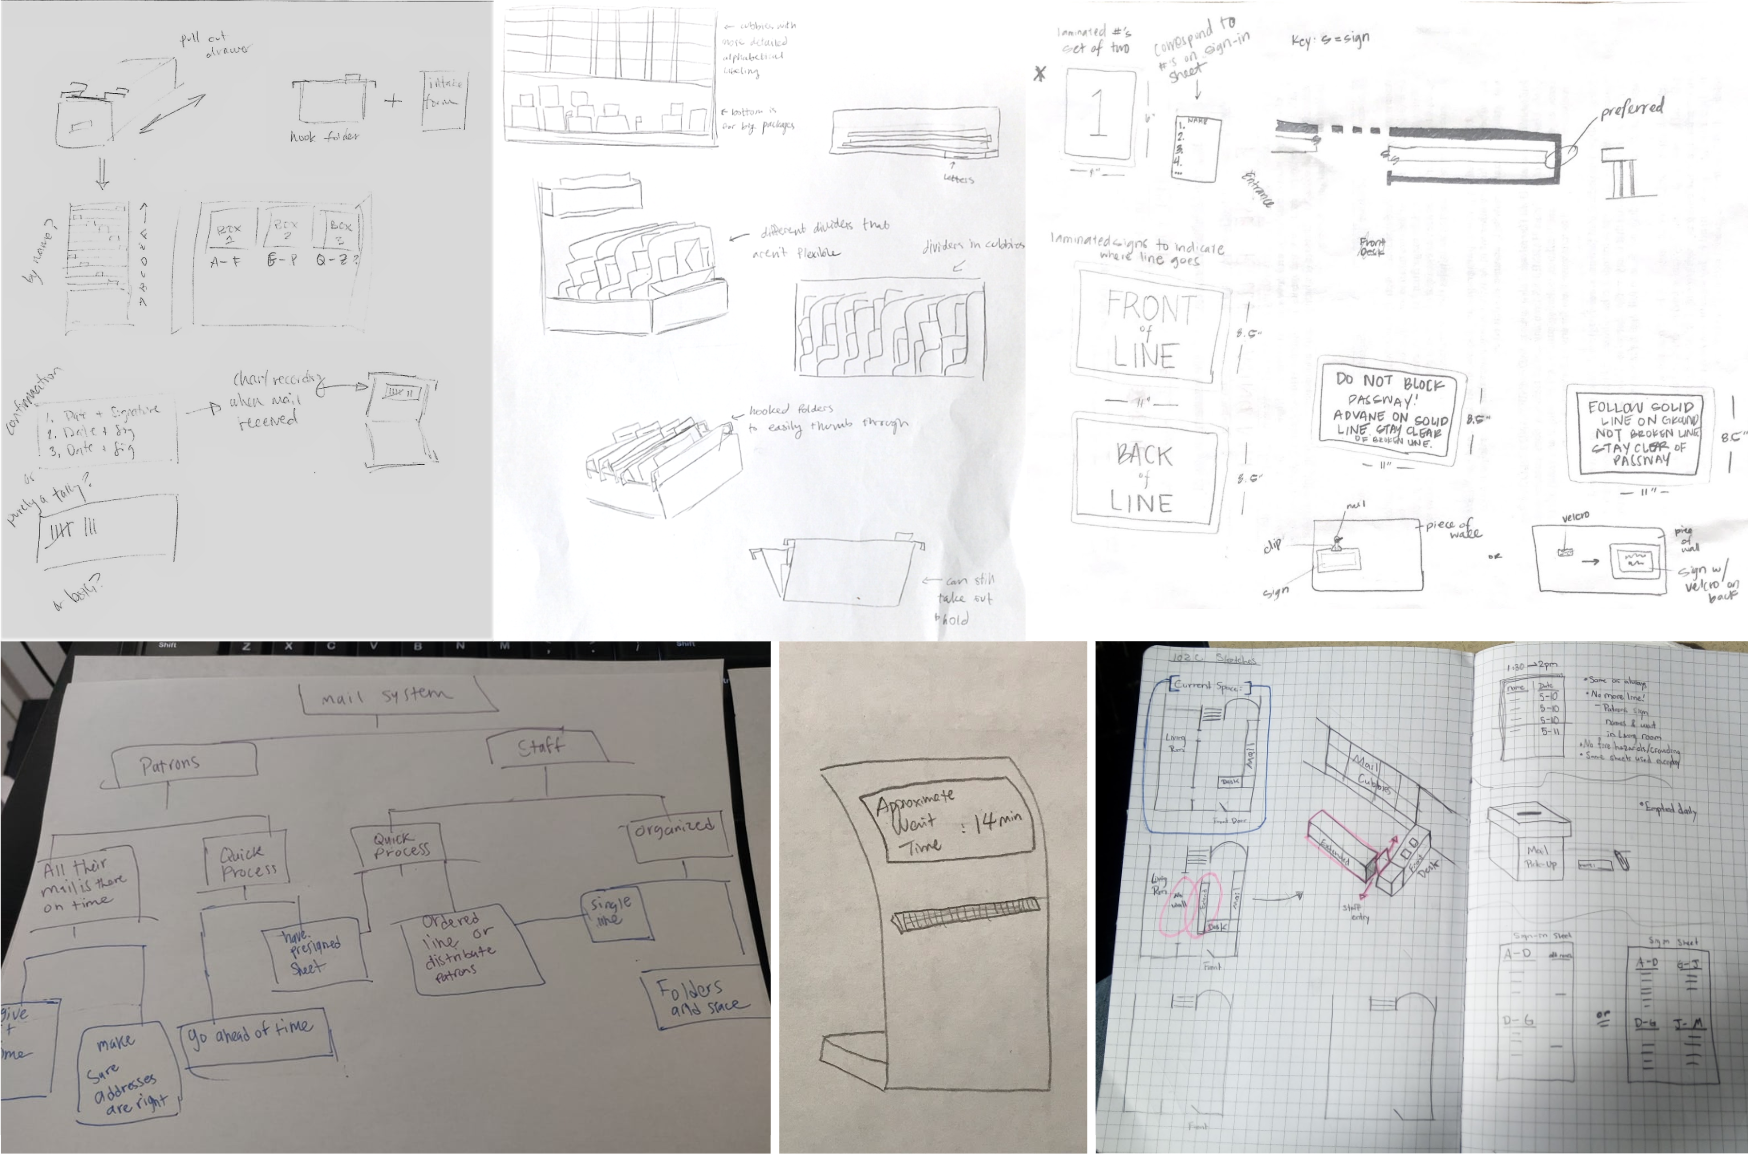 pull out
drawer
hook folder
+
intake
form
by name?
BOX
1
BOX
2
BOX
3
A-F
Q-Z?
confirmation
1. Date + Signature
2. Date + Sig
3. Date + Sig
or
purely a tally?
or both?
chart recording
when mail
received
← cubbies with
more detailed
alphabetical
labeling
← bottom is
for big packages
letters
different dividers that
aren't flexible
dividers in cubbies
hooked folders
to easily thumb through
← can still
take out
+ hold
laminated #'s
set of two
correspond to
#'s on sign-in
sheet
Key: S = sign
1
NAME
1.
2.
3.
4.
...
preferred
Entrance
Front
Desk
laminated signs to indicate
where line goes
FRONT
of
LINE
8.5"
11"
BACK
of
LINE
8.5"
DO NOT BLOCK
PASSWAY!
ADVANE ON SOLID
LINE. STAY CLEAR
OF BROKEN LINE.
8.5"
11"
FOLLOW SOLID
LINE ON GROUND
NOT BROKEN LINE
STAY CLEAR OF
PASSWAY
8.5"
11"
nail
clip
sign
piece of
wall
or
velcro
piece
of
wall
sign w/
velcro on
back
Shift
Z X C V B N M
Shift
mail system
Patrons
Staff
All their
mail is there
on time
Quick
Process
Quick
Process
organized
have
presigned
sheet
Ordered
line or
distribute
patrons
single
line
Folders
and space
give
make
sure
addresses
are right
go ahead of time
Approximate
Wait
Time : 14 min
Current Space:
Living
Room
Mail
Desk
Front Door
Living
Room
Mail
Desk
Front
Front
Mail
Cubbies
Extended
Front
Desk
Staff
entry
1:30 → 2pm
Name Date
5-10
5-10
5-10
5-11
• Same as always
• No more line!
- Patrons sign
names & wait
in living room
• No fire hazards/crowding
• Same sheets used everyday
• Emptied daily
Mail
Pick-Up
Sign-in Sheet
A-D
D-G
or
Sign Sheet
A-D G-J
D-G J-M